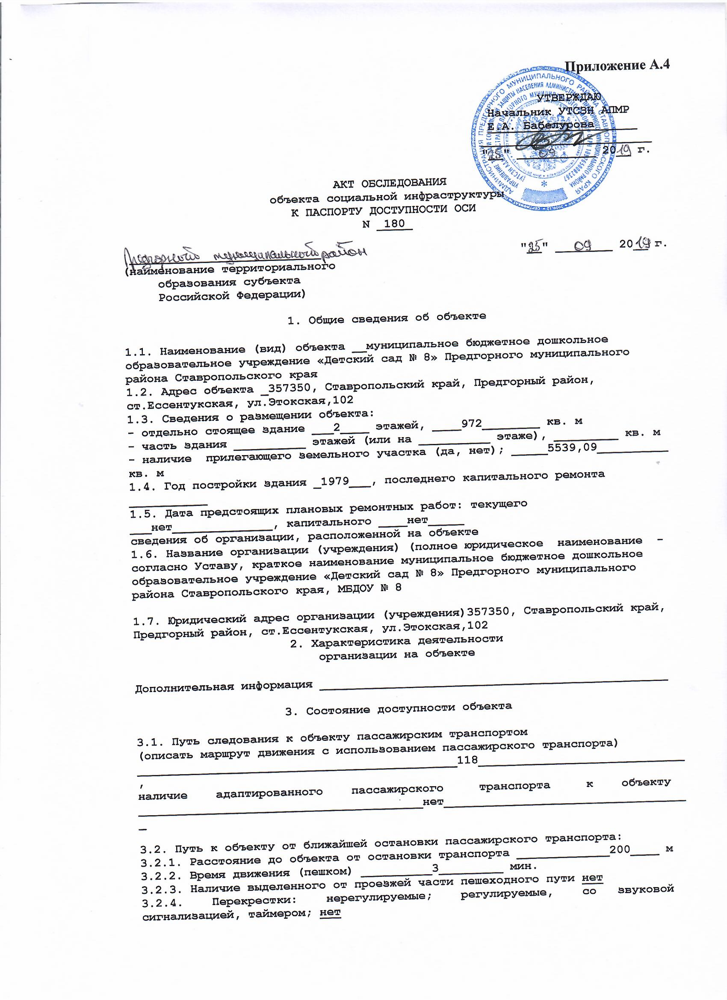 Приложение А.4
УТВЕРЖДАЮ
Начальник УТСЗН АПМР
Е.А. Бабелурова
"25" 09 2019 г.
АКТ ОБСЛЕДОВАНИЯ
объекта социальной инфраструктуры
К ПАСПОРТУ ДОСТУПНОСТИ ОСИ
N 180
Предгорный муниципальный район
"25" 09 2019 г.
(наименование территориального
образования субъекта
Российской Федерации)
1. Общие сведения об объекте
1.1. Наименование (вид) объекта __муниципальное бюджетное дошкольное
образовательное учреждение «Детский сад № 8» Предгорного муниципального
района Ставропольского края
1.2. Адрес объекта _357350, Ставропольский край, Предгорный район,
ст.Ессентукская, ул.Этокская,102
1.3. Сведения о размещении объекта:
- отдельно стоящее здание ___2____ этажей, ____972________ кв. м
- часть здания __________ этажей (или на __________ этаже), _________ кв. м
- наличие прилегающего земельного участка (да, нет); _____5539,09__________
кв. м
1.4. Год постройки здания _1979___, последнего капитального ремонта
___________
1.5. Дата предстоящих плановых ремонтных работ: текущего
___нет______________, капитального ____нет_____
сведения об организации, расположенной на объекте
1.6. Название организации (учреждения) (полное юридическое наименование -
согласно Уставу, краткое наименование муниципальное бюджетное дошкольное
образовательное учреждение «Детский сад № 8» Предгорного муниципального
района Ставропольского края, МБДОУ № 8
1.7. Юридический адрес организации (учреждения)357350, Ставропольский край,
Предгорный район, ст.Ессентукская, ул.Этокская,102
2. Характеристика деятельности
организации на объекте
Дополнительная информация ________________________________________________
3. Состояние доступности объекта
3.1. Путь следования к объекту пассажирским транспортом
(описать маршрут движения с использованием пассажирского транспорта)
_____________________________________________118_____________________________
,
наличие адаптированного пассажирского транспорта к объекту
________________________________________нет__________________________________
_
3.2. Путь к объекту от ближайшей остановки пассажирского транспорта:
3.2.1. Расстояние до объекта от остановки транспорта _____________200____ м
3.2.2. Время движения (пешком) __________3_________ мин.
3.2.3. Наличие выделенного от проезжей части пешеходного пути нет
3.2.4. Перекрестки: нерегулируемые; регулируемые, со звуковой
сигнализацией, таймером; нет